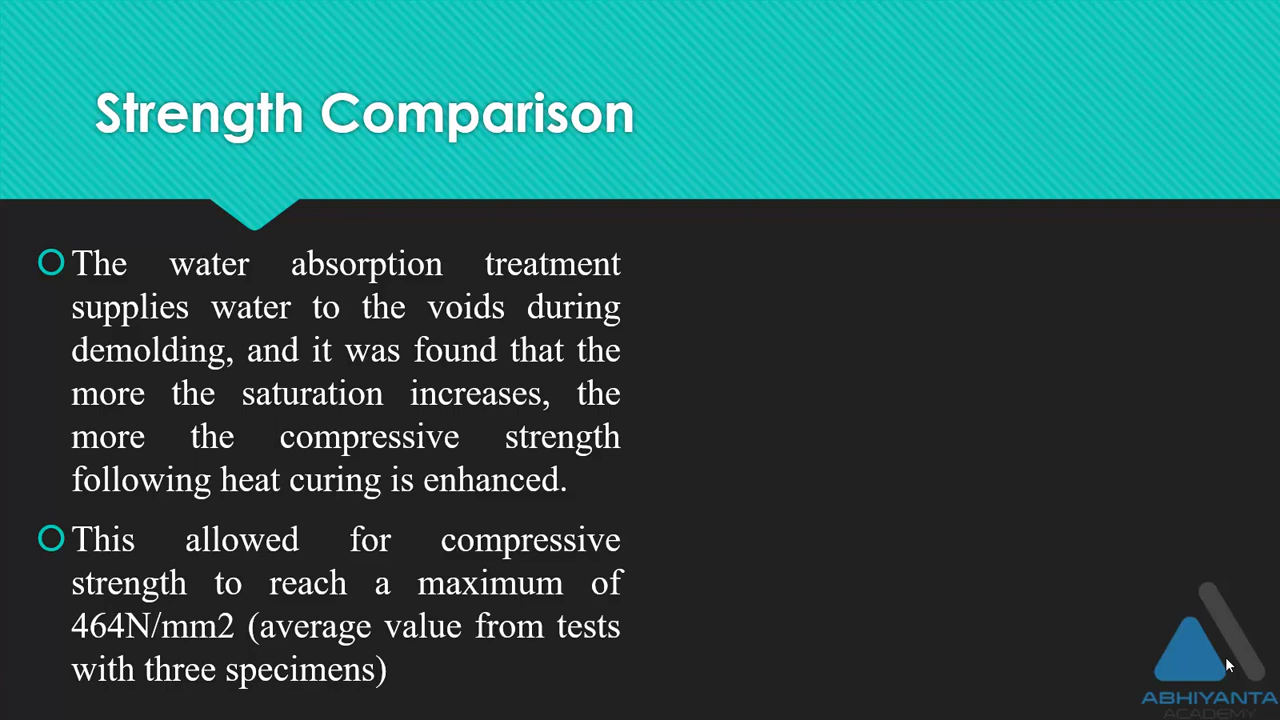 Strength Comparison
The water absorption treatment
supplies water to the voids during
demolding, and it was found that the
more the saturation increases, the
more the compressive strength
following heat curing is enhanced.
This allowed for compressive
strength to reach a maximum of
464N/mm2 (average value from tests
with three specimens)
ABHIYANTA
ACADEMY